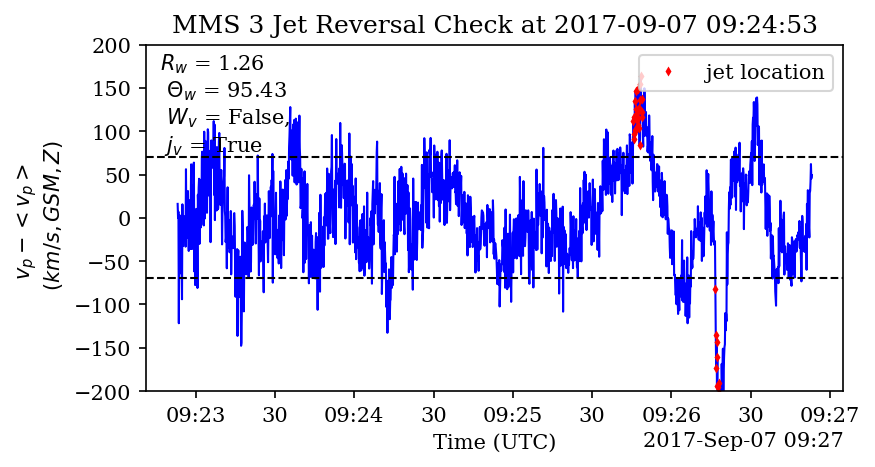 MMS 3 Jet Reversal Check at 2017-09-07 09:24:53
R_w = 1.26
Θ_w = 95.43
W_v = False,
j_v = True
jet location
200
150
100
50
0
−50
−100
−150
−200
v_p − < v_p >
(km/s, GSM, Z)
09:23 30 09:24 30 09:25 30 09:26 30 09:27
Time (UTC)
2017-Sep-07 09:27